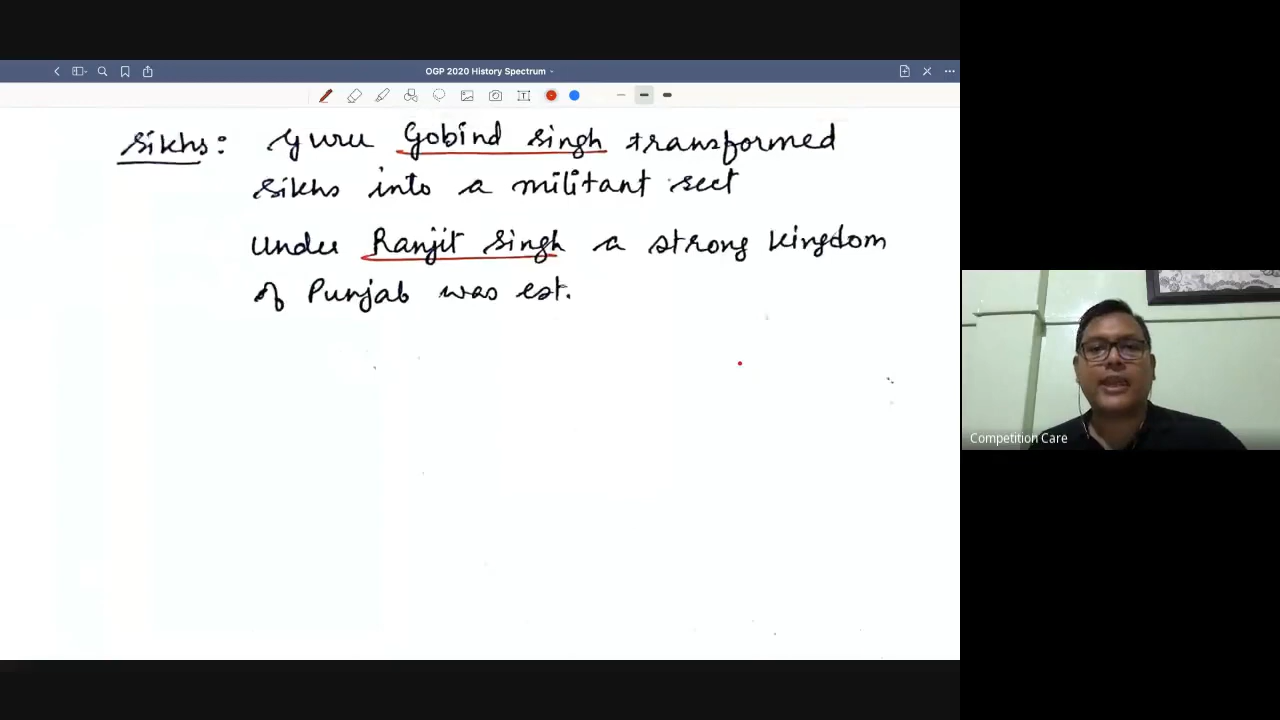 OGP 2020 History Spectrum
Sikhs: Guru Gobind Singh transformed
Sikhs into a militant sect
Under Ranjit Singh a strong kingdom
of Punjab was est.
Competition Care